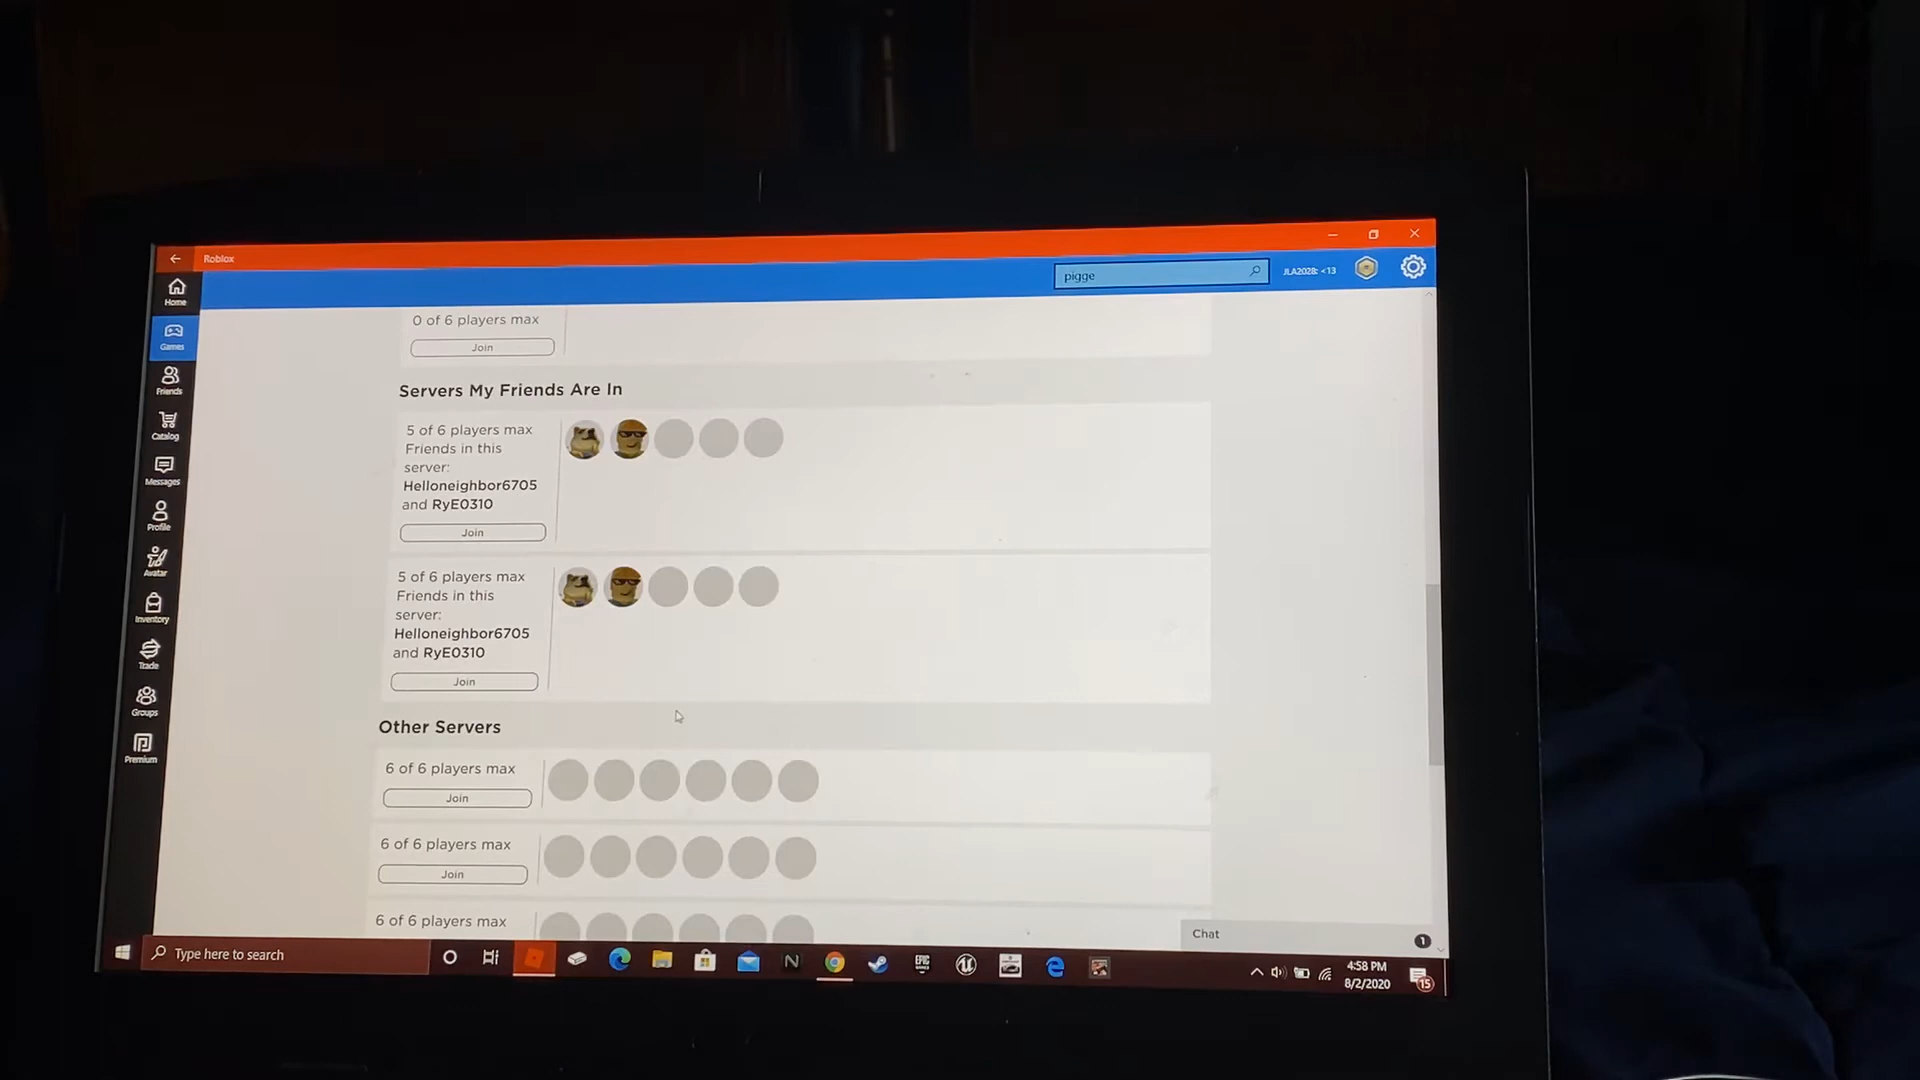 Roblox
pigge
JLA2028: <13
Home
Games
Friends
Catalog
Messages
Profile
Avatar
Inventory
Trade
Groups
Premium
0 of 6 players max
Join
Servers My Friends Are In
5 of 6 players max
Friends in this
server:
Helloneighbor6705
and RyE0310
Join
5 of 6 players max
Friends in this
server:
Helloneighbor6705
and RyE0310
Join
Other Servers
6 of 6 players max
Join
6 of 6 players max
Join
6 of 6 players max
Chat
1
Type here to search
N
EPIC
4:58 PM
8/2/2020
15